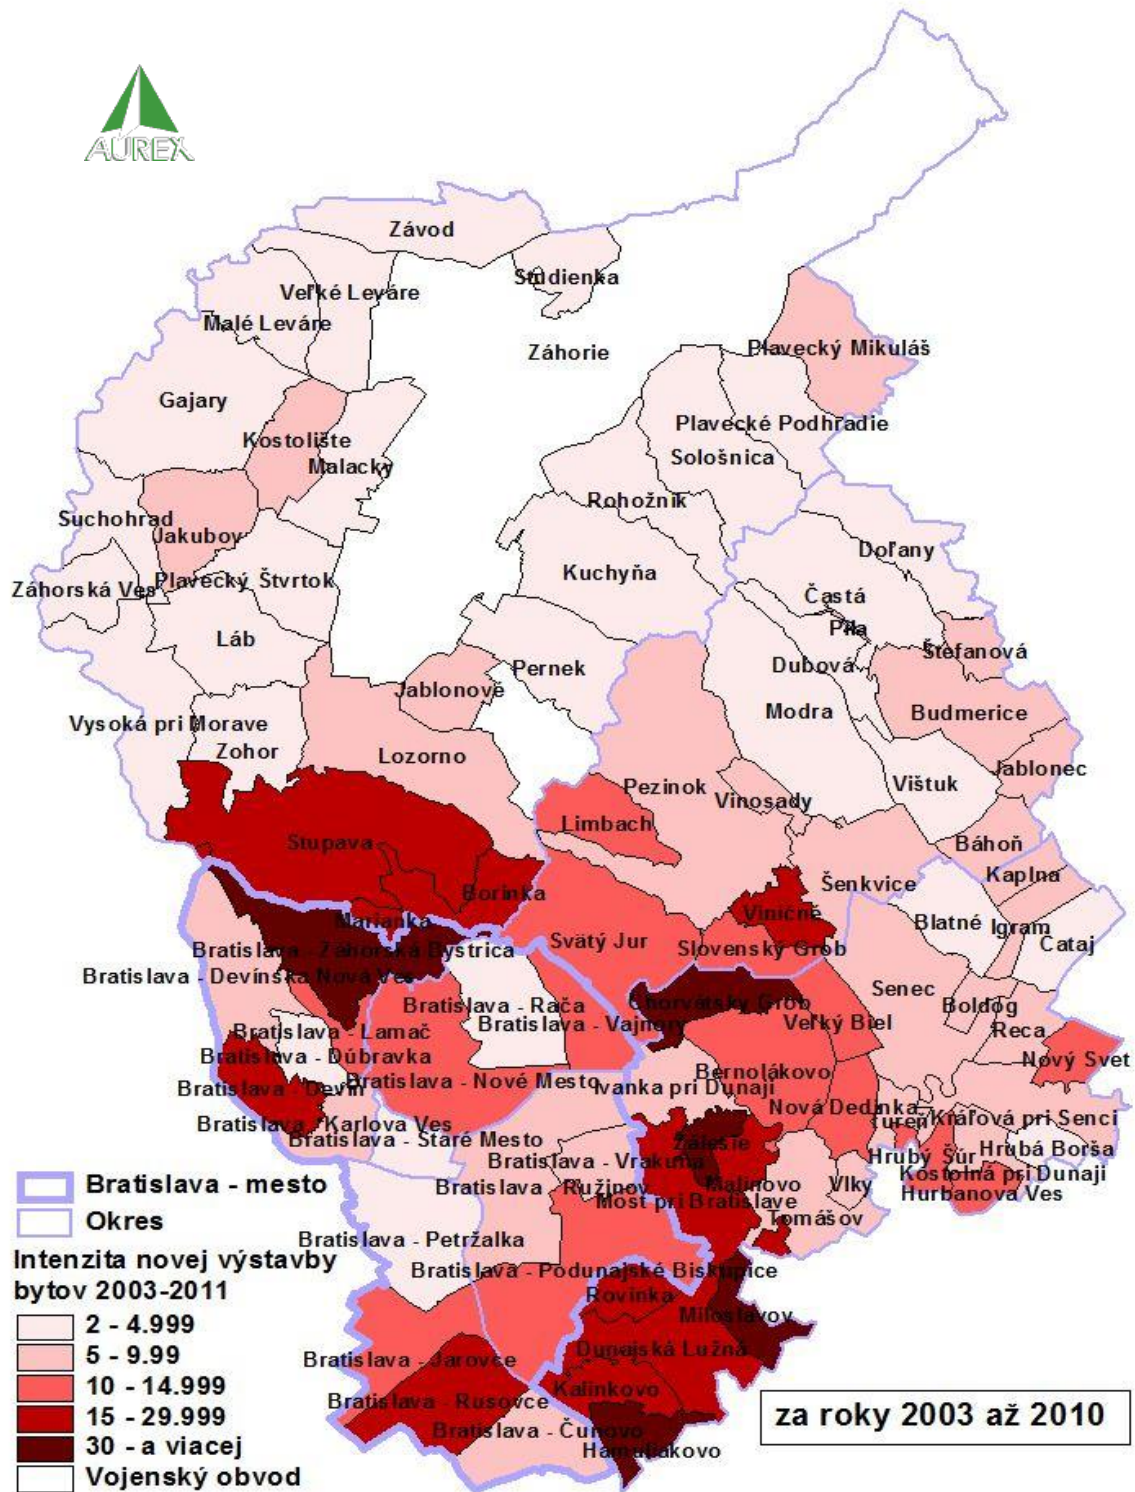 AUREX
Závod
Studienka
Veľké Leváre
Malé Leváre
Záhorie
Plavecký Mikuláš
Gajary
Plavecké Podhradie
Kostolište
Sološnica
Malacky
Rohožník
Suchohrad
Jakubov
Doľany
Kuchyňa
Plavecký Štvrtok
Záhorská Ves
Častá
Píla
Láb
Štefanová
Dubová
Pernek
Jablonové
Modra
Budmerice
Vysoká pri Morave
Zohor
Lozorno
Jablonec
Pezinok
Vištuk
Vinosady
Limbach
Stupava
Báhoň
Kaplna
Šenkvice
Borinka
Viničné
Marianka
Blatné
Igram
Čataj
Svätý Jur
Slovenský Grob
Bratislava - Záhorská Bystrica
Bratislava - Devínska Nová Ves
Senec
Chorvátsky Grob
Boldog
Bratislava - Rača
Veľký Biel
Bratislava - Vajnory
Reca
Bratislava - Lamač
Nový Svet
Bratislava - Dúbravka
Bernolákovo
Bratislava - Nové Mesto
Ivanka pri Dunaji
Bratislava - Devín
Nová Dedinka
Kráľová pri Senci
Tureň
Bratislava - Karlova Ves
Bratislava - Staré Mesto
Zálesie
Hrubá Borša
Hrubý Šúr
Bratislava - Vrakuňa
Kostolná pri Dunaji
Bratislava - Ružinov
Malinovo
Vlky
Hurbanova Ves
Most pri Bratislave
Tomášov
Bratislava - Petržalka
Bratislava - Podunajské Biskupice
Rovinka
Miloslavov
Dunajská Lužná
Bratislava - Jarovce
Kalinkovo
Bratislava - Rusovce
Bratislava - Čunovo
Hamuliakovo
Bratislava - mesto
Okres
Intenzita novej výstavby
bytov 2003-2011
2 - 4.999
5 - 9.99
10 - 14.999
15 - 29.999
30 - a viacej
Vojenský obvod
za roky 2003 až 2010